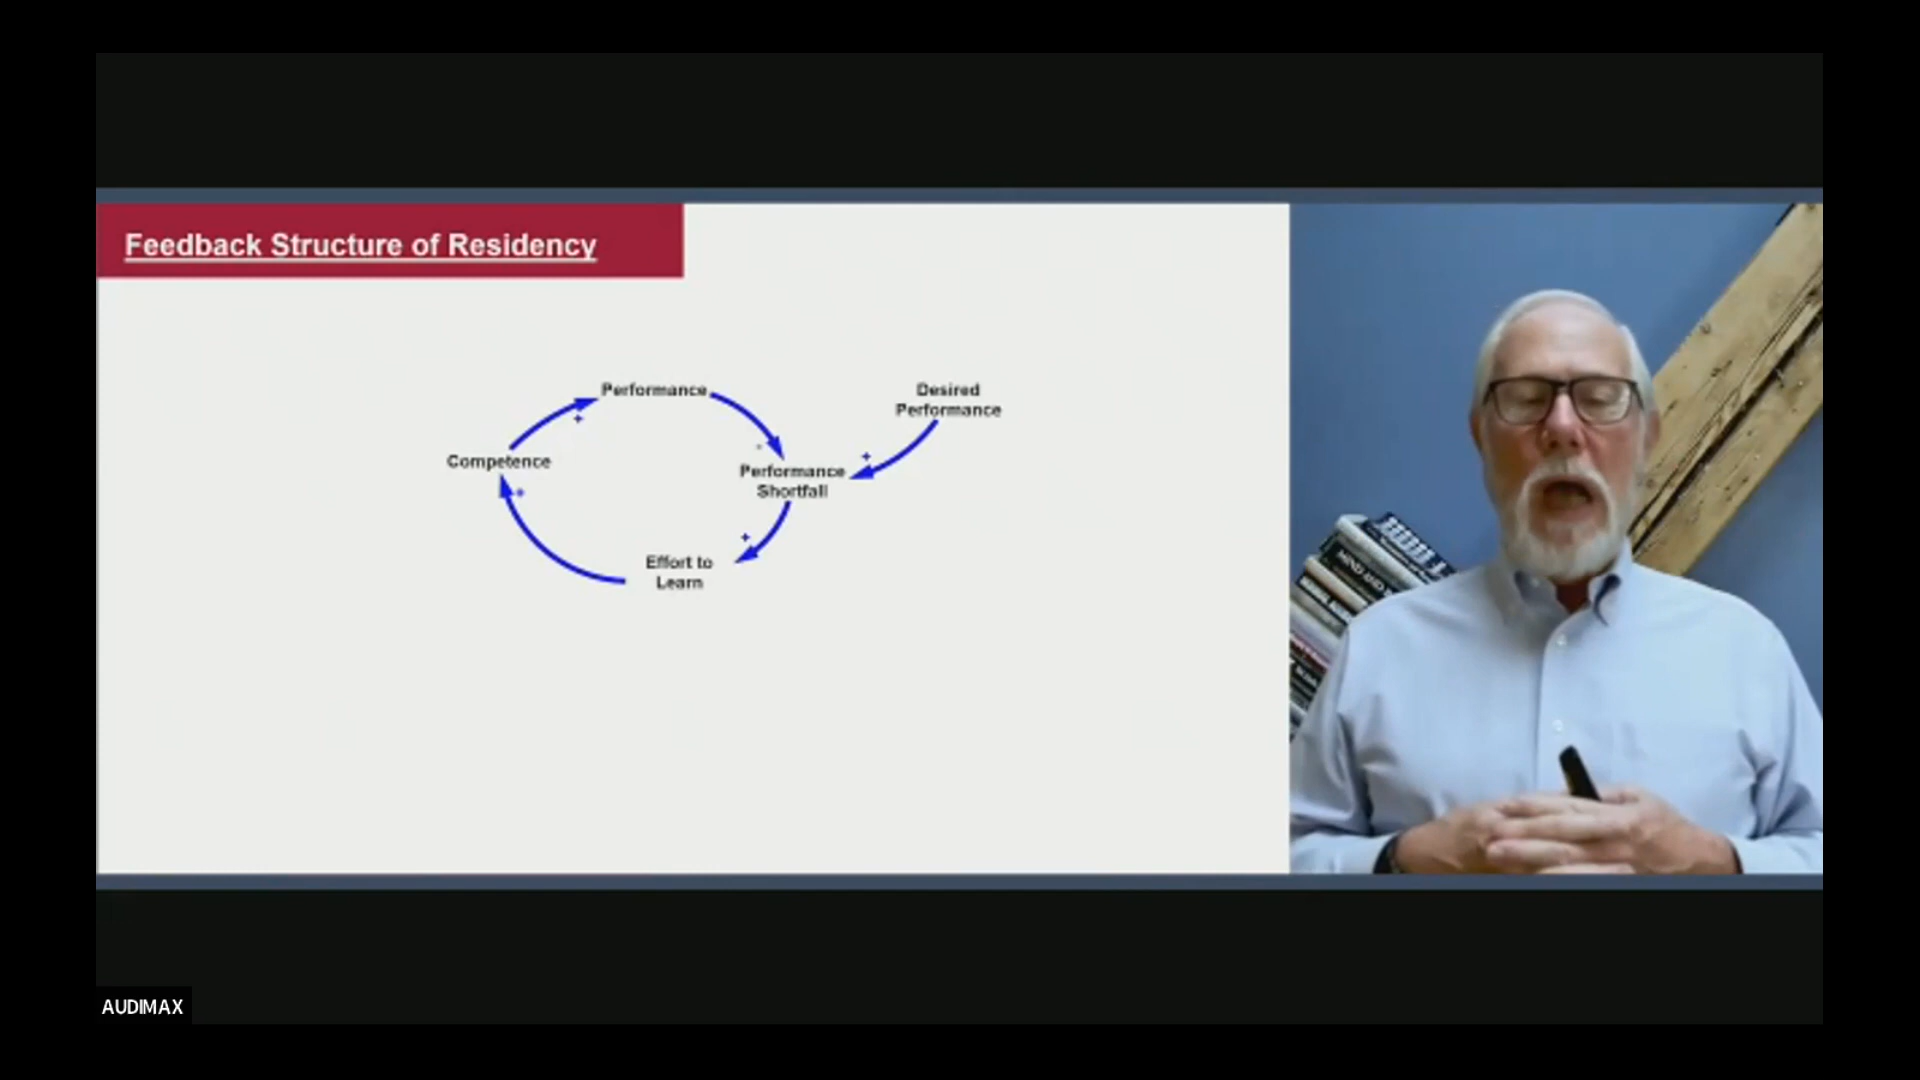 Feedback Structure of Residency
Performance
Desired
Performance
+
-
+
Competence
Performance
Shortfall
+
+
Effort to
Learn
AUDIMAX